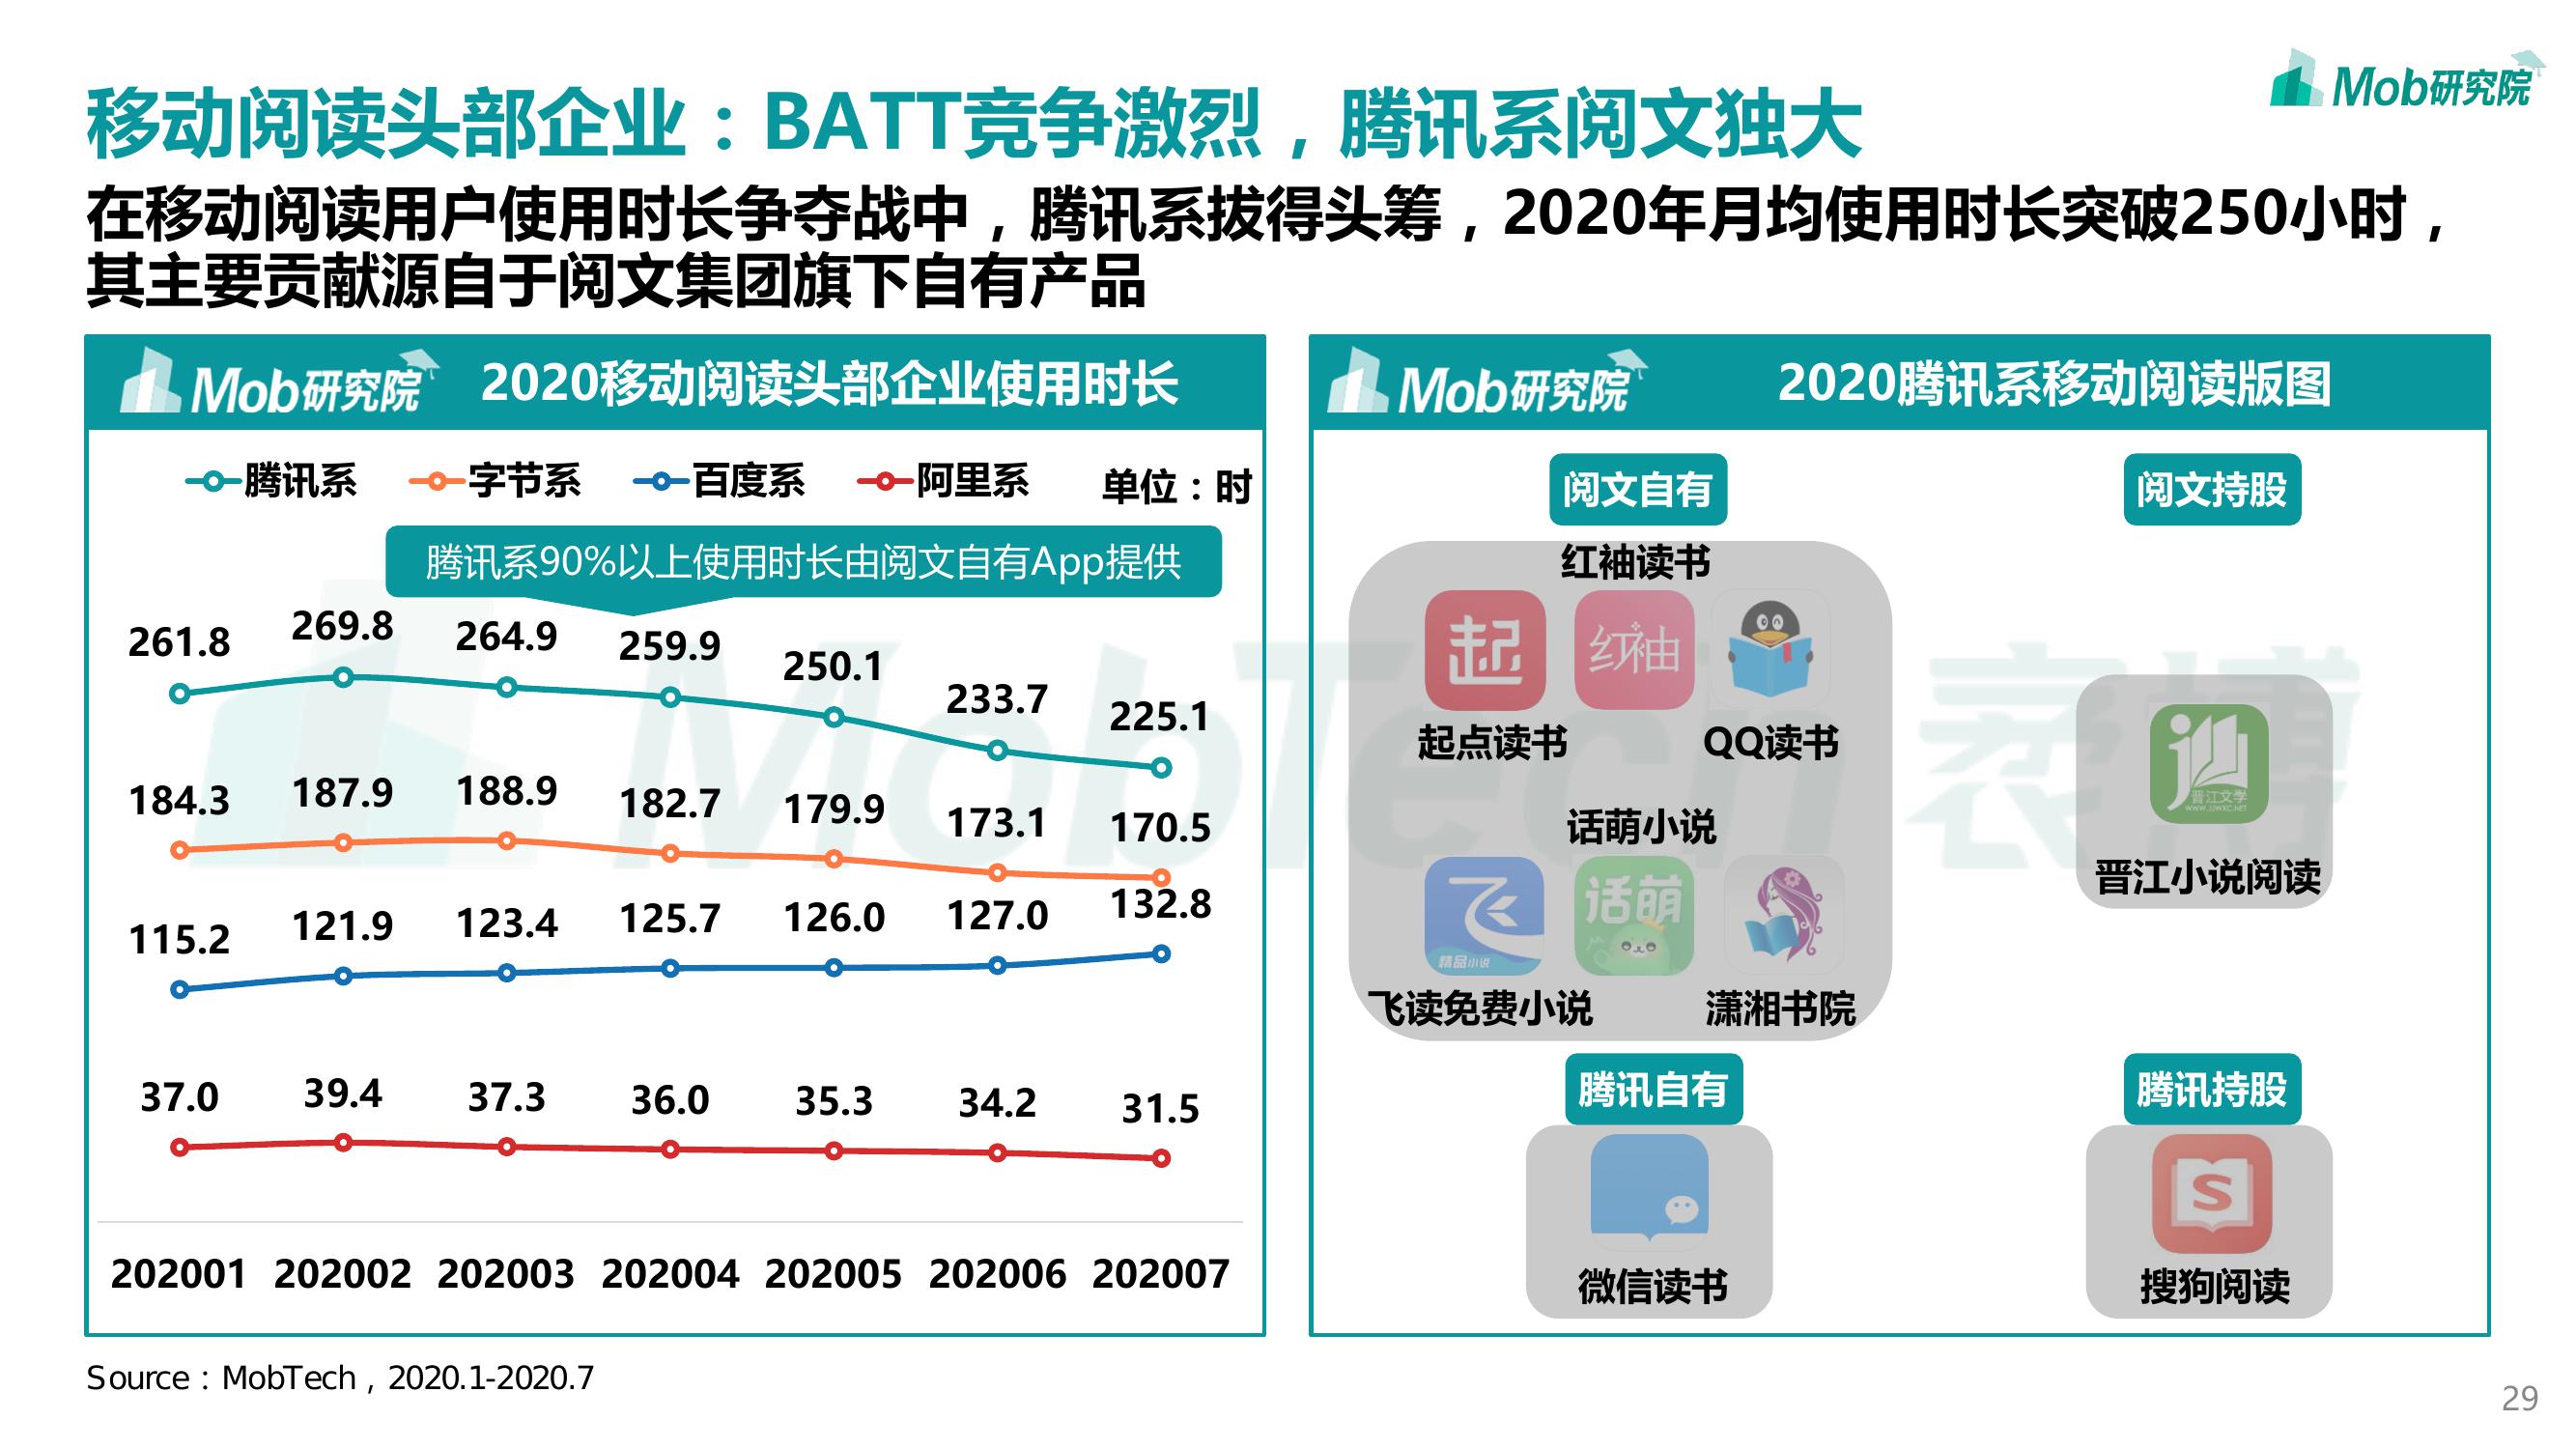 Mob研究院
移动阅读头部企业：BATT竞争激烈，腾讯系阅文独大
在移动阅读用户使用时长争夺战中，腾讯系拔得头筹，2020年月均使用时长突破250小时，
其主要贡献源自于阅文集团旗下自有产品
Mob研究院
2020移动阅读头部企业使用时长
腾讯系 字节系 百度系 阿里系 单位：时
腾讯系90%以上使用时长由阅文自有App提供
261.8 269.8 264.9 259.9 250.1 233.7 225.1
184.3 187.9 188.9 182.7 179.9 173.1 170.5
115.2 121.9 123.4 125.7 126.0 127.0 132.8
37.0 39.4 37.3 36.0 35.3 34.2 31.5
202001 202002 202003 202004 202005 202006 202007
Mob研究院
2020腾讯系移动阅读版图
阅文自有
红袖读书
起
红袖
起点读书
QQ读书
话萌小说
飞
精品小说
话萌
飞读免费小说
潇湘书院
阅文持股
晋江文学
WWW.JJWXC.NET
晋江小说阅读
腾讯自有
微信读书
腾讯持股
S
搜狗阅读
MobTech 袤博
Source：MobTech，2020.1-2020.7
29